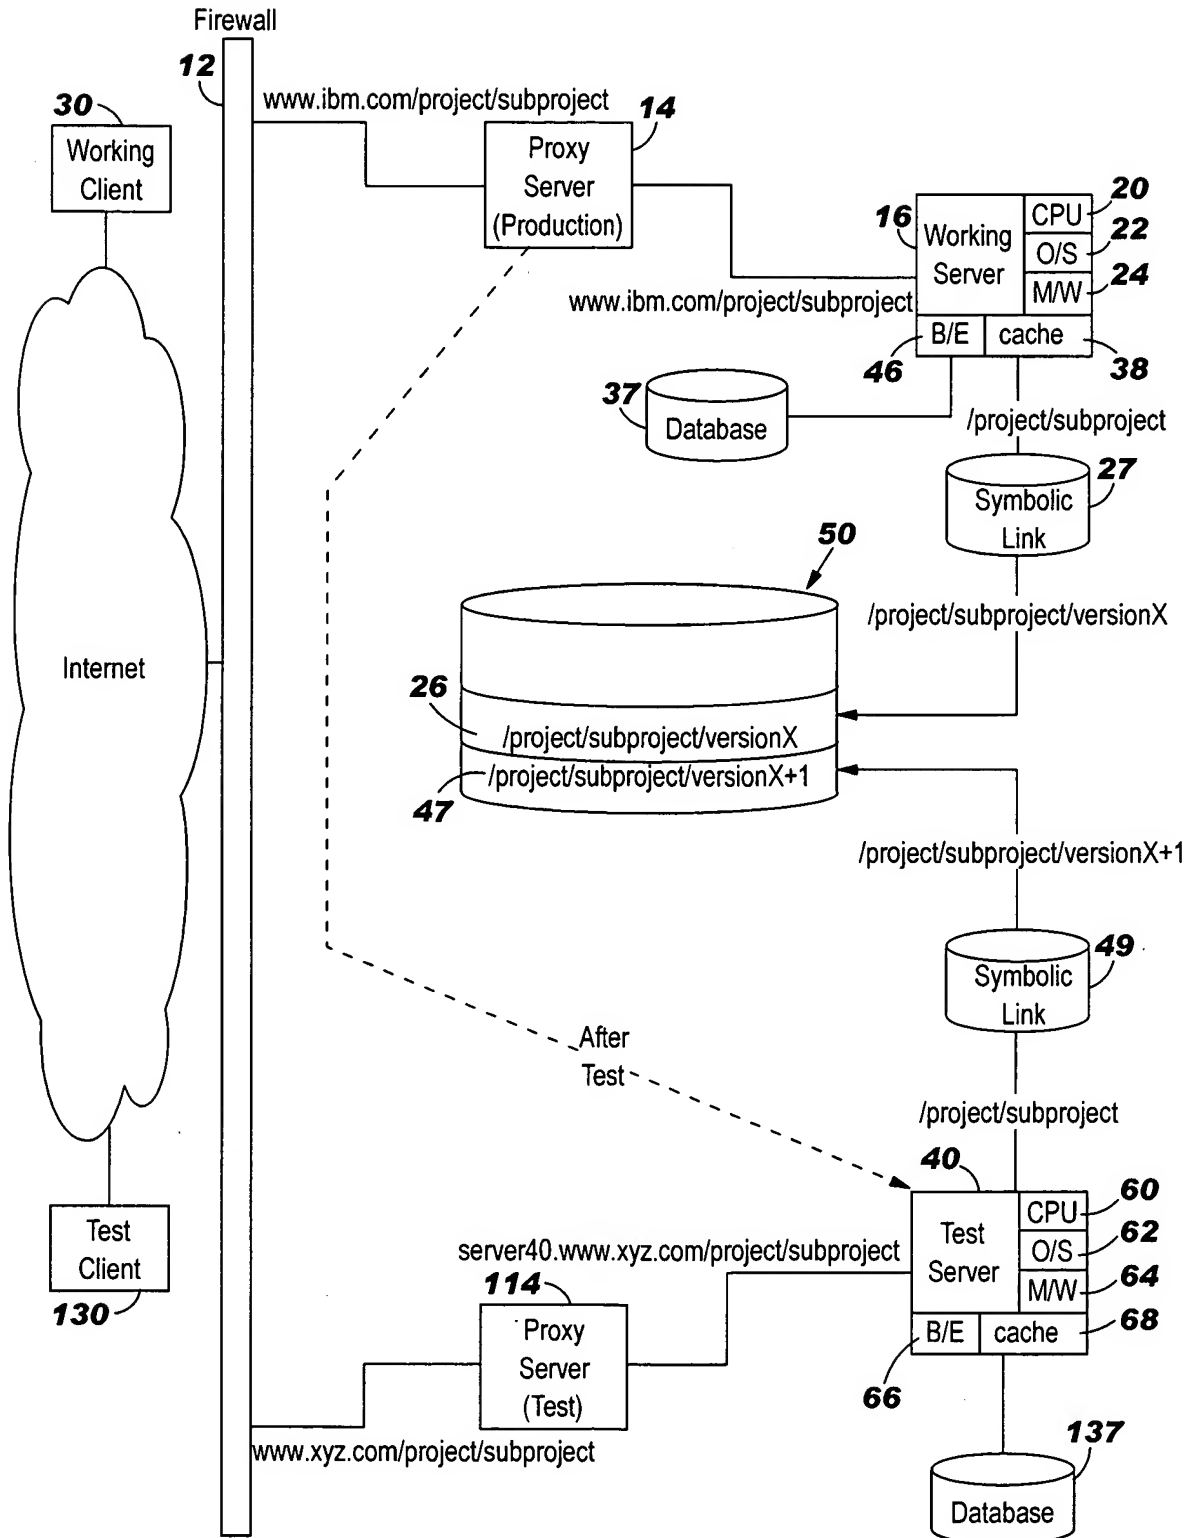 Firewall
12
www.ibm.com/project/subproject
30
Working
Client
14
Proxy
Server
(Production)
16
Working
Server
CPU
20
O/S
22
M/W
24
www.ibm.com/project/subproject
B/E
cache
46
38
37
Database
/project/subproject
Symbolic
Link
27
50
/project/subproject/versionX
Internet
26
/project/subproject/versionX
/project/subproject/versionX+1
47
/project/subproject/versionX+1
Symbolic
Link
49
After
Test
/project/subproject
40
Test
Server
CPU
60
O/S
62
M/W
64
B/E
cache
68
66
Test
Client
130
server40.www.xyz.com/project/subproject
114
Proxy
Server
(Test)
www.xyz.com/project/subproject
137
Database